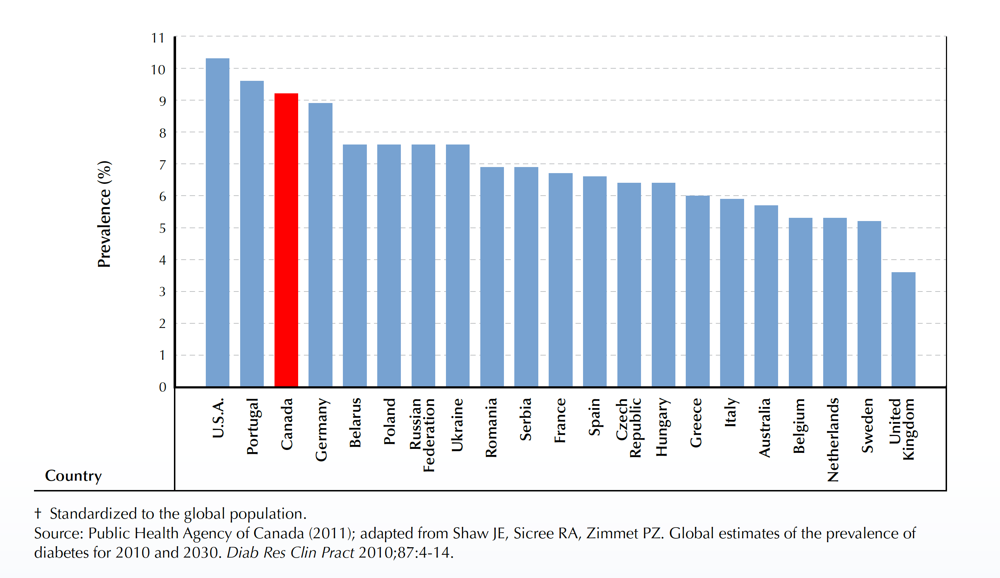 11
10
9
8
7
6
5
4
3
2
1
0
Prevalence (%)
U.S.A.
Portugal
Canada
Germany
Belarus
Poland
Russian
Federation
Ukraine
Romania
Serbia
France
Spain
Czech
Republic
Hungary
Greece
Italy
Australia
Belgium
Netherlands
Sweden
United
Kingdom
Country
† Standardized to the global population.
Source: Public Health Agency of Canada (2011); adapted from Shaw JE, Sicree RA, Zimmet PZ. Global estimates of the prevalence of
diabetes for 2010 and 2030. Diab Res Clin Pract 2010;87:4-14.